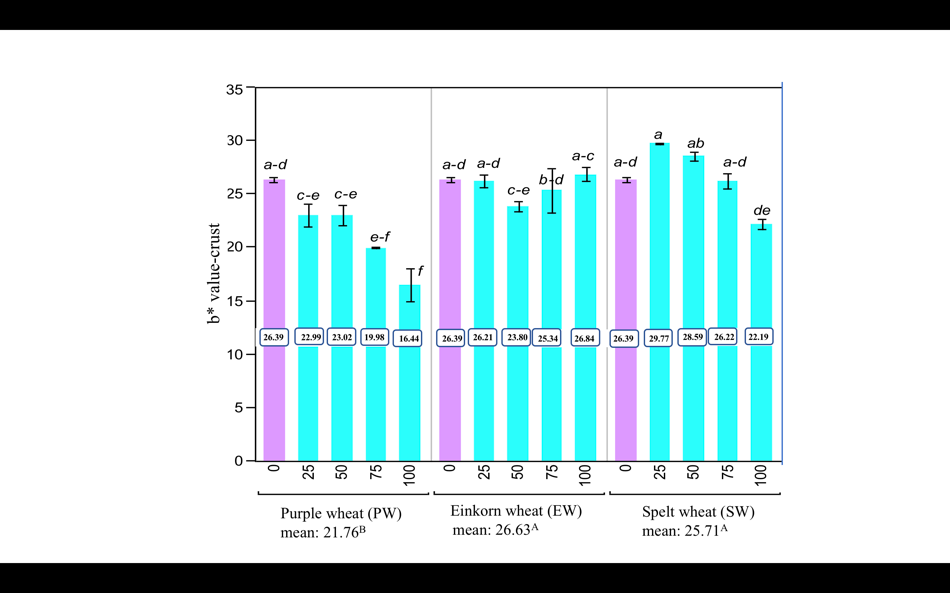 b* value-crust
35
30
25
20
15
10
5
0
a-d c-e c-e e-f f a-d a-d c-e b-d a-c a-d a ab a-d de
26.39 22.99 23.02 19.98 16.44 26.39 26.21 23.80 25.34 26.84 26.39 29.77 28.59 26.22 22.19
0 25 50 75 100 0 25 50 75 100 0 25 50 75 100
Purple wheat (PW)
mean: 21.76ᴮ
Einkorn wheat (EW)
mean: 26.63ᴬ
Spelt wheat (SW)
mean: 25.71ᴬ